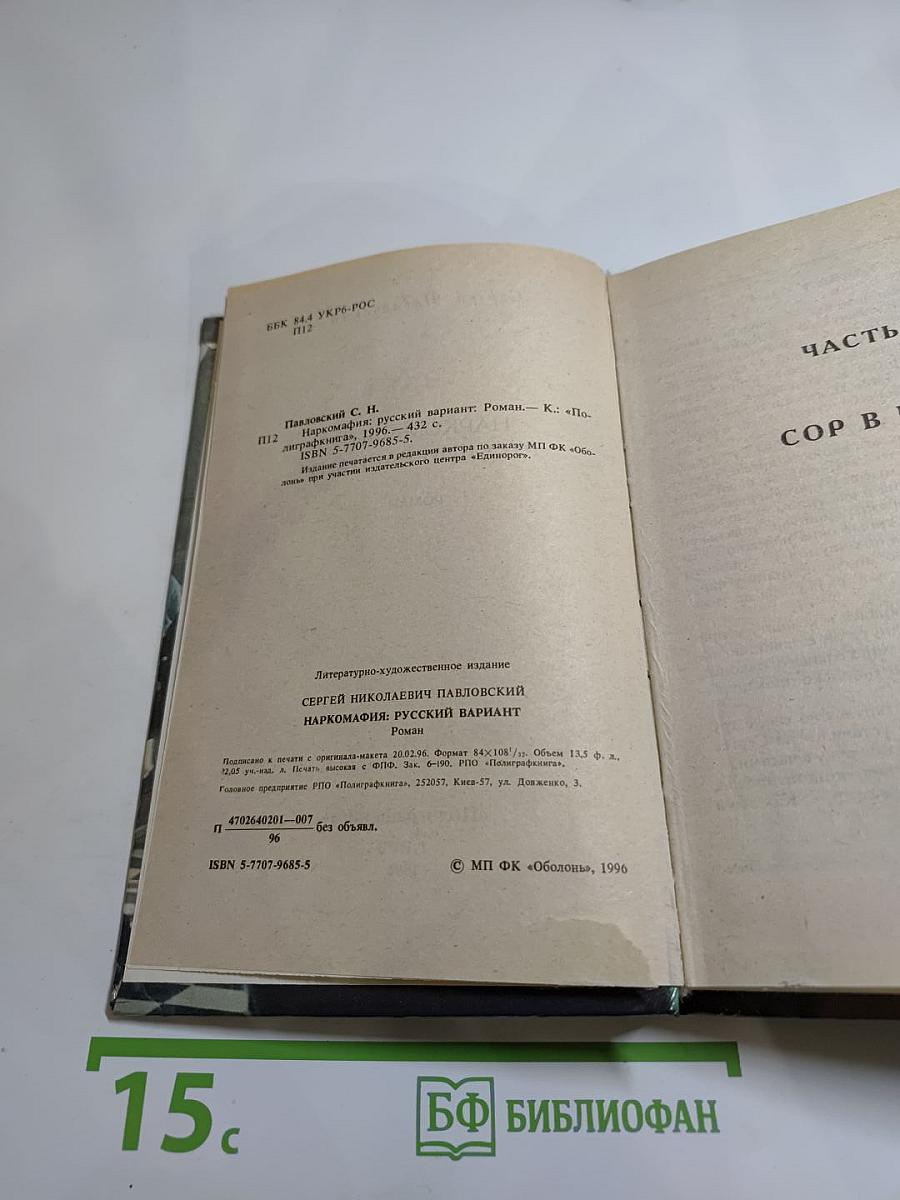 ББК 84.4 УКР6-РОС
П12
Павловский С. Н.
П12 Наркомафия: русский вариант: Роман.— К.: «По-
лиграфкнига», 1996.— 432 с.
ISBN 5-7707-9685-5.
Издание печатается в редакции автора по заказу МП ФК «Обо-
лонь» при участии издательского центра «Единорог».
Литературно-художественное издание
СЕРГЕЙ НИКОЛАЕВИЧ ПАВЛОВСКИЙ
НАРКОМАФИЯ: РУССКИЙ ВАРИАНТ
Роман
Подписано к печати с оригинала-макета 20.02.96. Формат 84×108 1/32. Объем 13,5 ф. л.,
22,05 уч.-изд. л. Печать высокая с ФПФ. Зак. 6—190. РПО «Полиграфкнига».
Головное предприятие РПО «Полиграфкнига», 252057, Киев-57, ул. Довженко, 3.
П 4702640201—007
96 без объявл.
ISBN 5-7707-9685-5
© МП ФК «Оболонь», 1996
ЧАСТЬ
СОР В
15 с
БФ БИБЛИОФАН